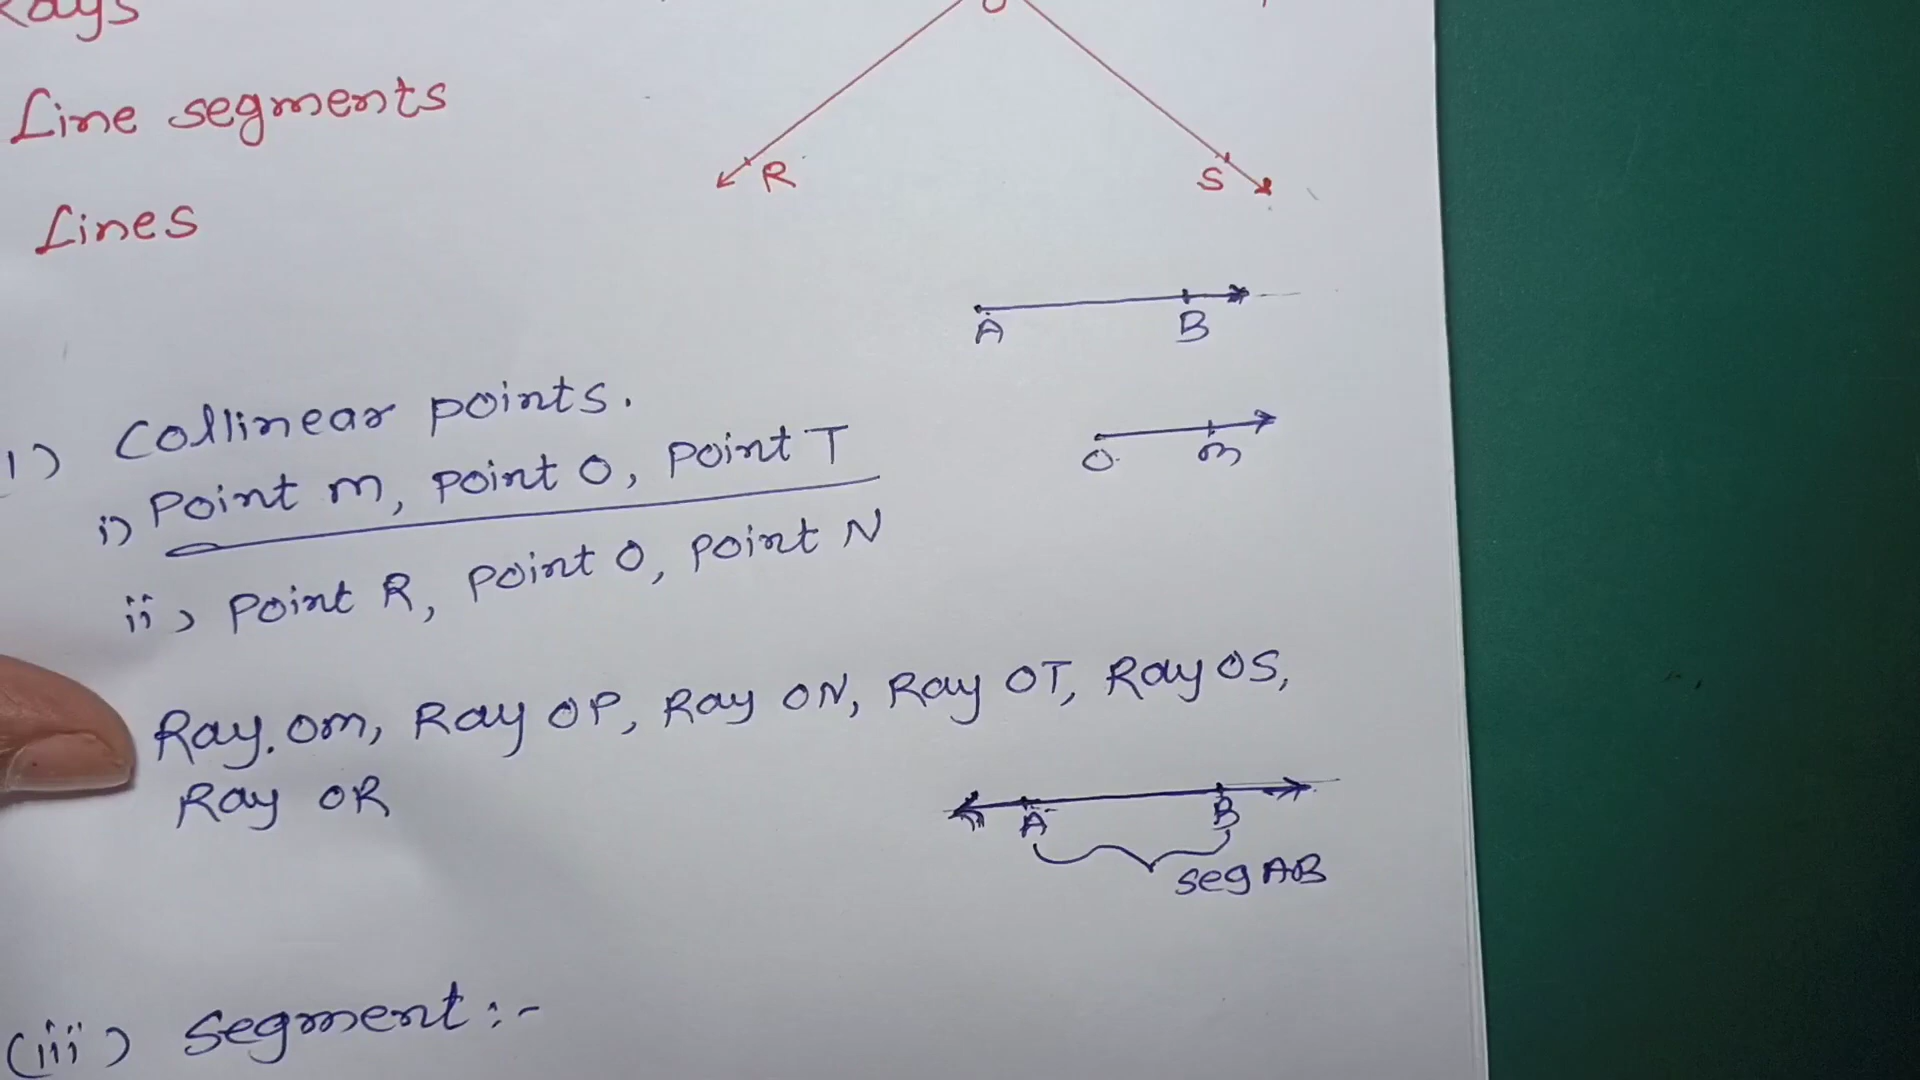 Rays
Line segments
R
S
Lines
A B
1) Collinear points.
O m
i) Point m, Point O, Point T
ii) Point R, Point O, Point N
Ray. Om, Ray OP, Ray ON, Ray OT, Ray OS,
Ray OR
A B
seg AB
(iii) Segment :-